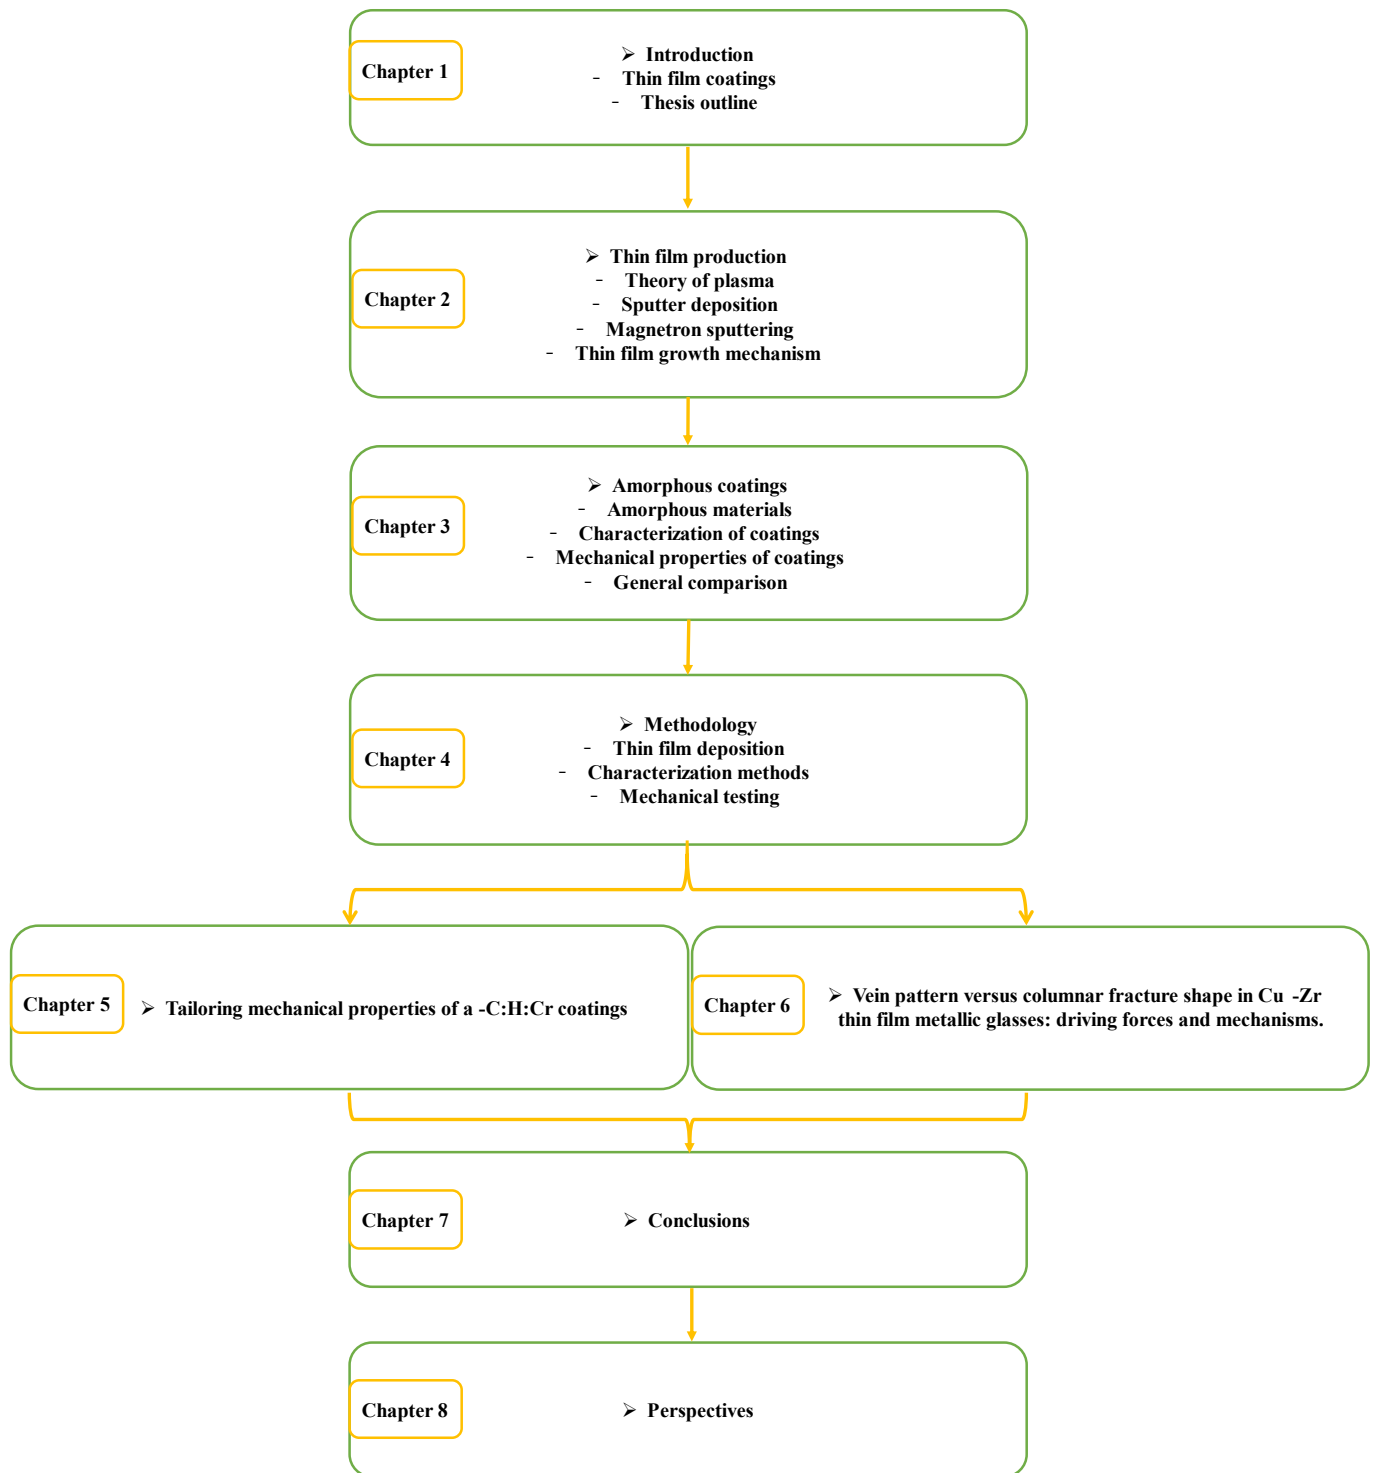 Chapter 1
➢ Introduction
- Thin film coatings
- Thesis outline
Chapter 2
➢ Thin film production
- Theory of plasma
- Sputter deposition
- Magnetron sputtering
- Thin film growth mechanism
Chapter 3
➢ Amorphous coatings
- Amorphous materials
- Characterization of coatings
- Mechanical properties of coatings
- General comparison
Chapter 4
➢ Methodology
- Thin film deposition
- Characterization methods
- Mechanical testing
Chapter 5
➢ Tailoring mechanical properties of a -C:H:Cr coatings
Chapter 6
➢ Vein pattern versus columnar fracture shape in Cu -Zr
thin film metallic glasses: driving forces and mechanisms.
Chapter 7
➢ Conclusions
Chapter 8
➢ Perspectives